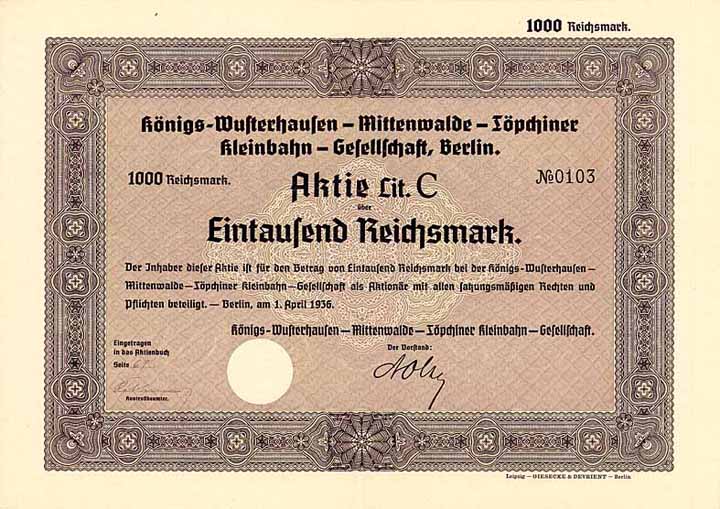 1000 Reichsmark.
Königs-Wusterhausen – Mittenwalde – Töpchiner
Kleinbahn – Gesellschaft, Berlin.
1000 Reichsmark.
Aktie Lit. C
№0103
über
Eintausend Reichsmark.
Der Inhaber dieser Aktie ist für den Betrag von Eintausend Reichsmark bei der Königs-Wusterhausen –
Mittenwalde – Töpchiner Kleinbahn – Gesellschaft als Aktionär mit allen satzungsmäßigen Rechten und
Pflichten beteiligt. — Berlin, am 1. April 1936.
Königs-Wusterhausen – Mittenwalde – Töpchiner Kleinbahn – Gesellschaft.
Eingetragen
in das Aktienbuch
Seite
Der Vorstand:
Kontrollbeamter.
Leipzig — GIESECKE & DEVRIENT — Berlin.